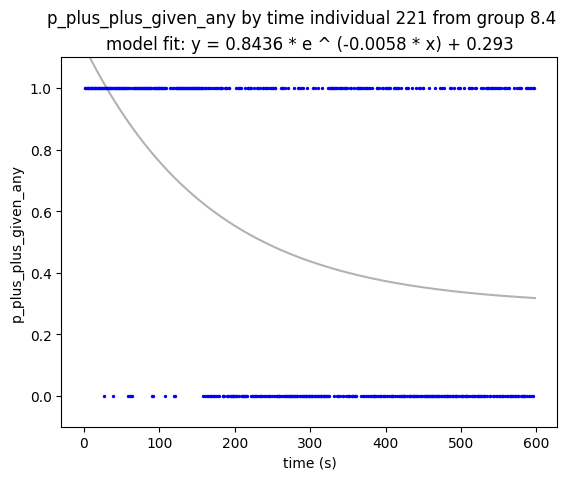 p_plus_plus_given_any by time individual 221 from group 8.4
model fit: y = 0.8436 * e ^ (-0.0058 * x) + 0.293
1.0
0.8
0.6
0.4
0.2
0.0
p_plus_plus_given_any
0 100 200 300 400 500 600
time (s)